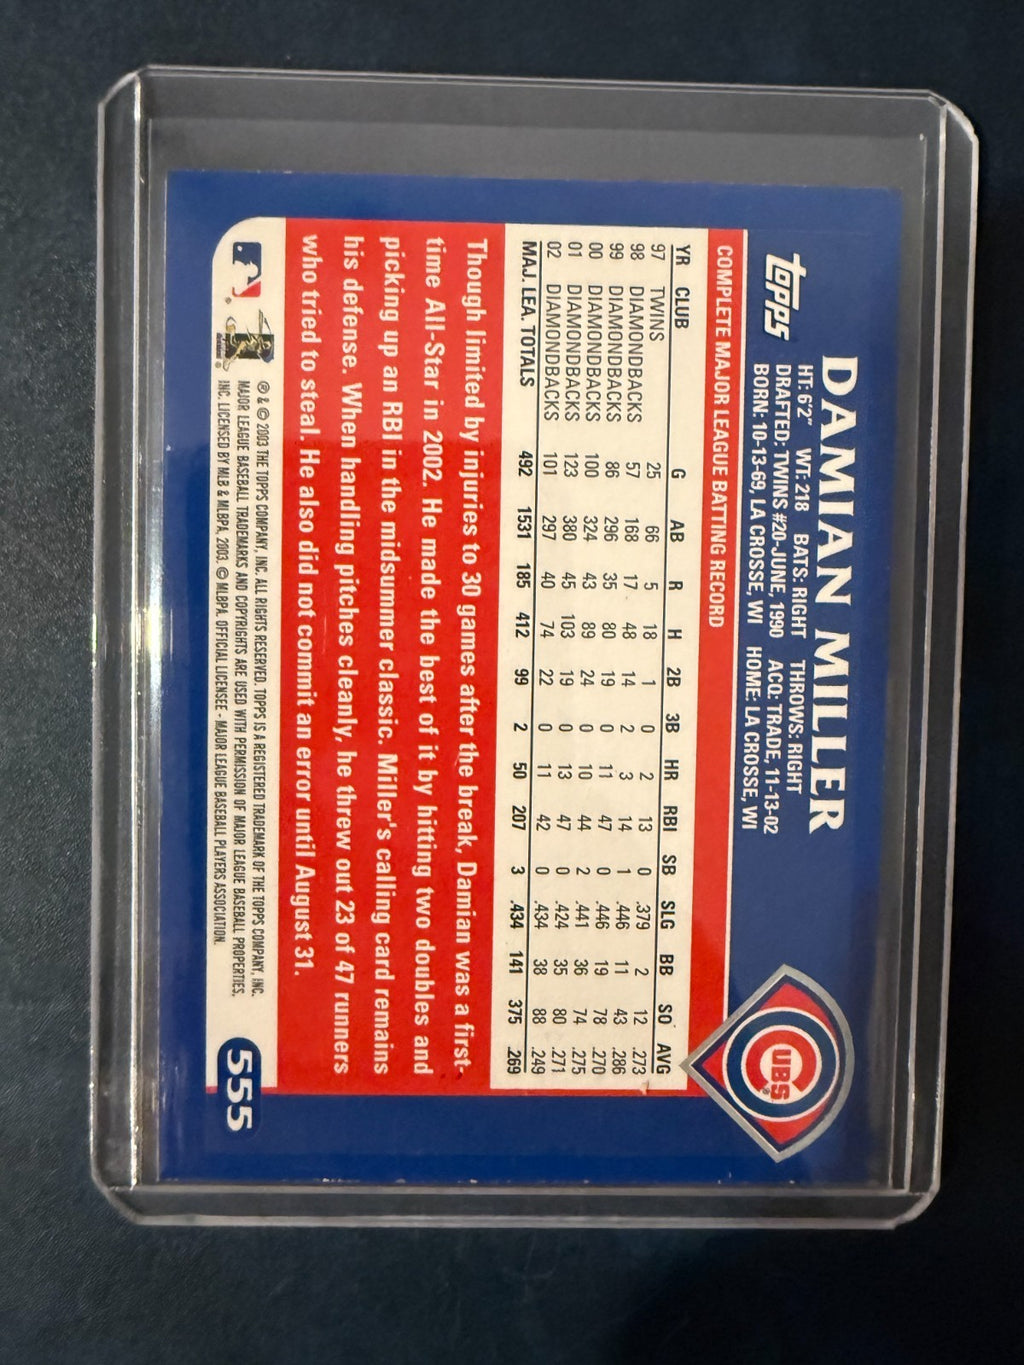 topps
DAMIAN MILLER
HT: 6'2" WT: 218 BATS: RIGHT THROWS: RIGHT
DRAFTED: TWINS #20-JUNE, 1990 ACQ: TRADE, 11-13-02
BORN: 10-13-69, LA CROSSE, WI HOME: LA CROSSE, WI
CUBS
COMPLETE MAJOR LEAGUE BATTING RECORD
YR CLUB G AB R H 2B 3B HR RBI SB SLG BB SO AVG
97 TWINS 25 66 5 18 1 0 2 13 0 .379 2 12 .273
98 DIAMONDBACKS 57 168 17 48 14 2 3 14 1 .446 11 43 .286
99 DIAMONDBACKS 86 296 35 80 19 0 11 47 0 .446 19 78 .270
00 DIAMONDBACKS 100 324 43 89 24 0 10 44 2 .441 36 74 .275
01 DIAMONDBACKS 123 380 45 103 19 0 13 47 0 .424 35 80 .271
02 DIAMONDBACKS 101 297 40 74 22 0 11 42 0 .434 38 88 .249
MAJ. LEA. TOTALS 492 1531 185 412 99 2 50 207 3 .434 141 375 .269
Though limited by injuries to 30 games after the break, Damian was a first-
time All-Star in 2002. He made the best of it by hitting two doubles and
picking up an RBI in the midsummer classic. Miller's calling card remains
his defense. When handling pitches cleanly, he threw out 23 of 47 runners
who tried to steal. He also did not commit an error until August 31.
® & © 2003 THE TOPPS COMPANY, INC. ALL RIGHTS RESERVED. TOPPS IS A REGISTERED TRADEMARK OF THE TOPPS COMPANY, INC.
MAJOR LEAGUE BASEBALL TRADEMARKS AND COPYRIGHTS ARE USED WITH PERMISSION OF MAJOR LEAGUE BASEBALL PROPERTIES,
INC. LICENSED BY MLB & MLBPA, 2003. © MLBPA. OFFICIAL LICENSEE - MAJOR LEAGUE BASEBALL PLAYERS ASSOCIATION.
555